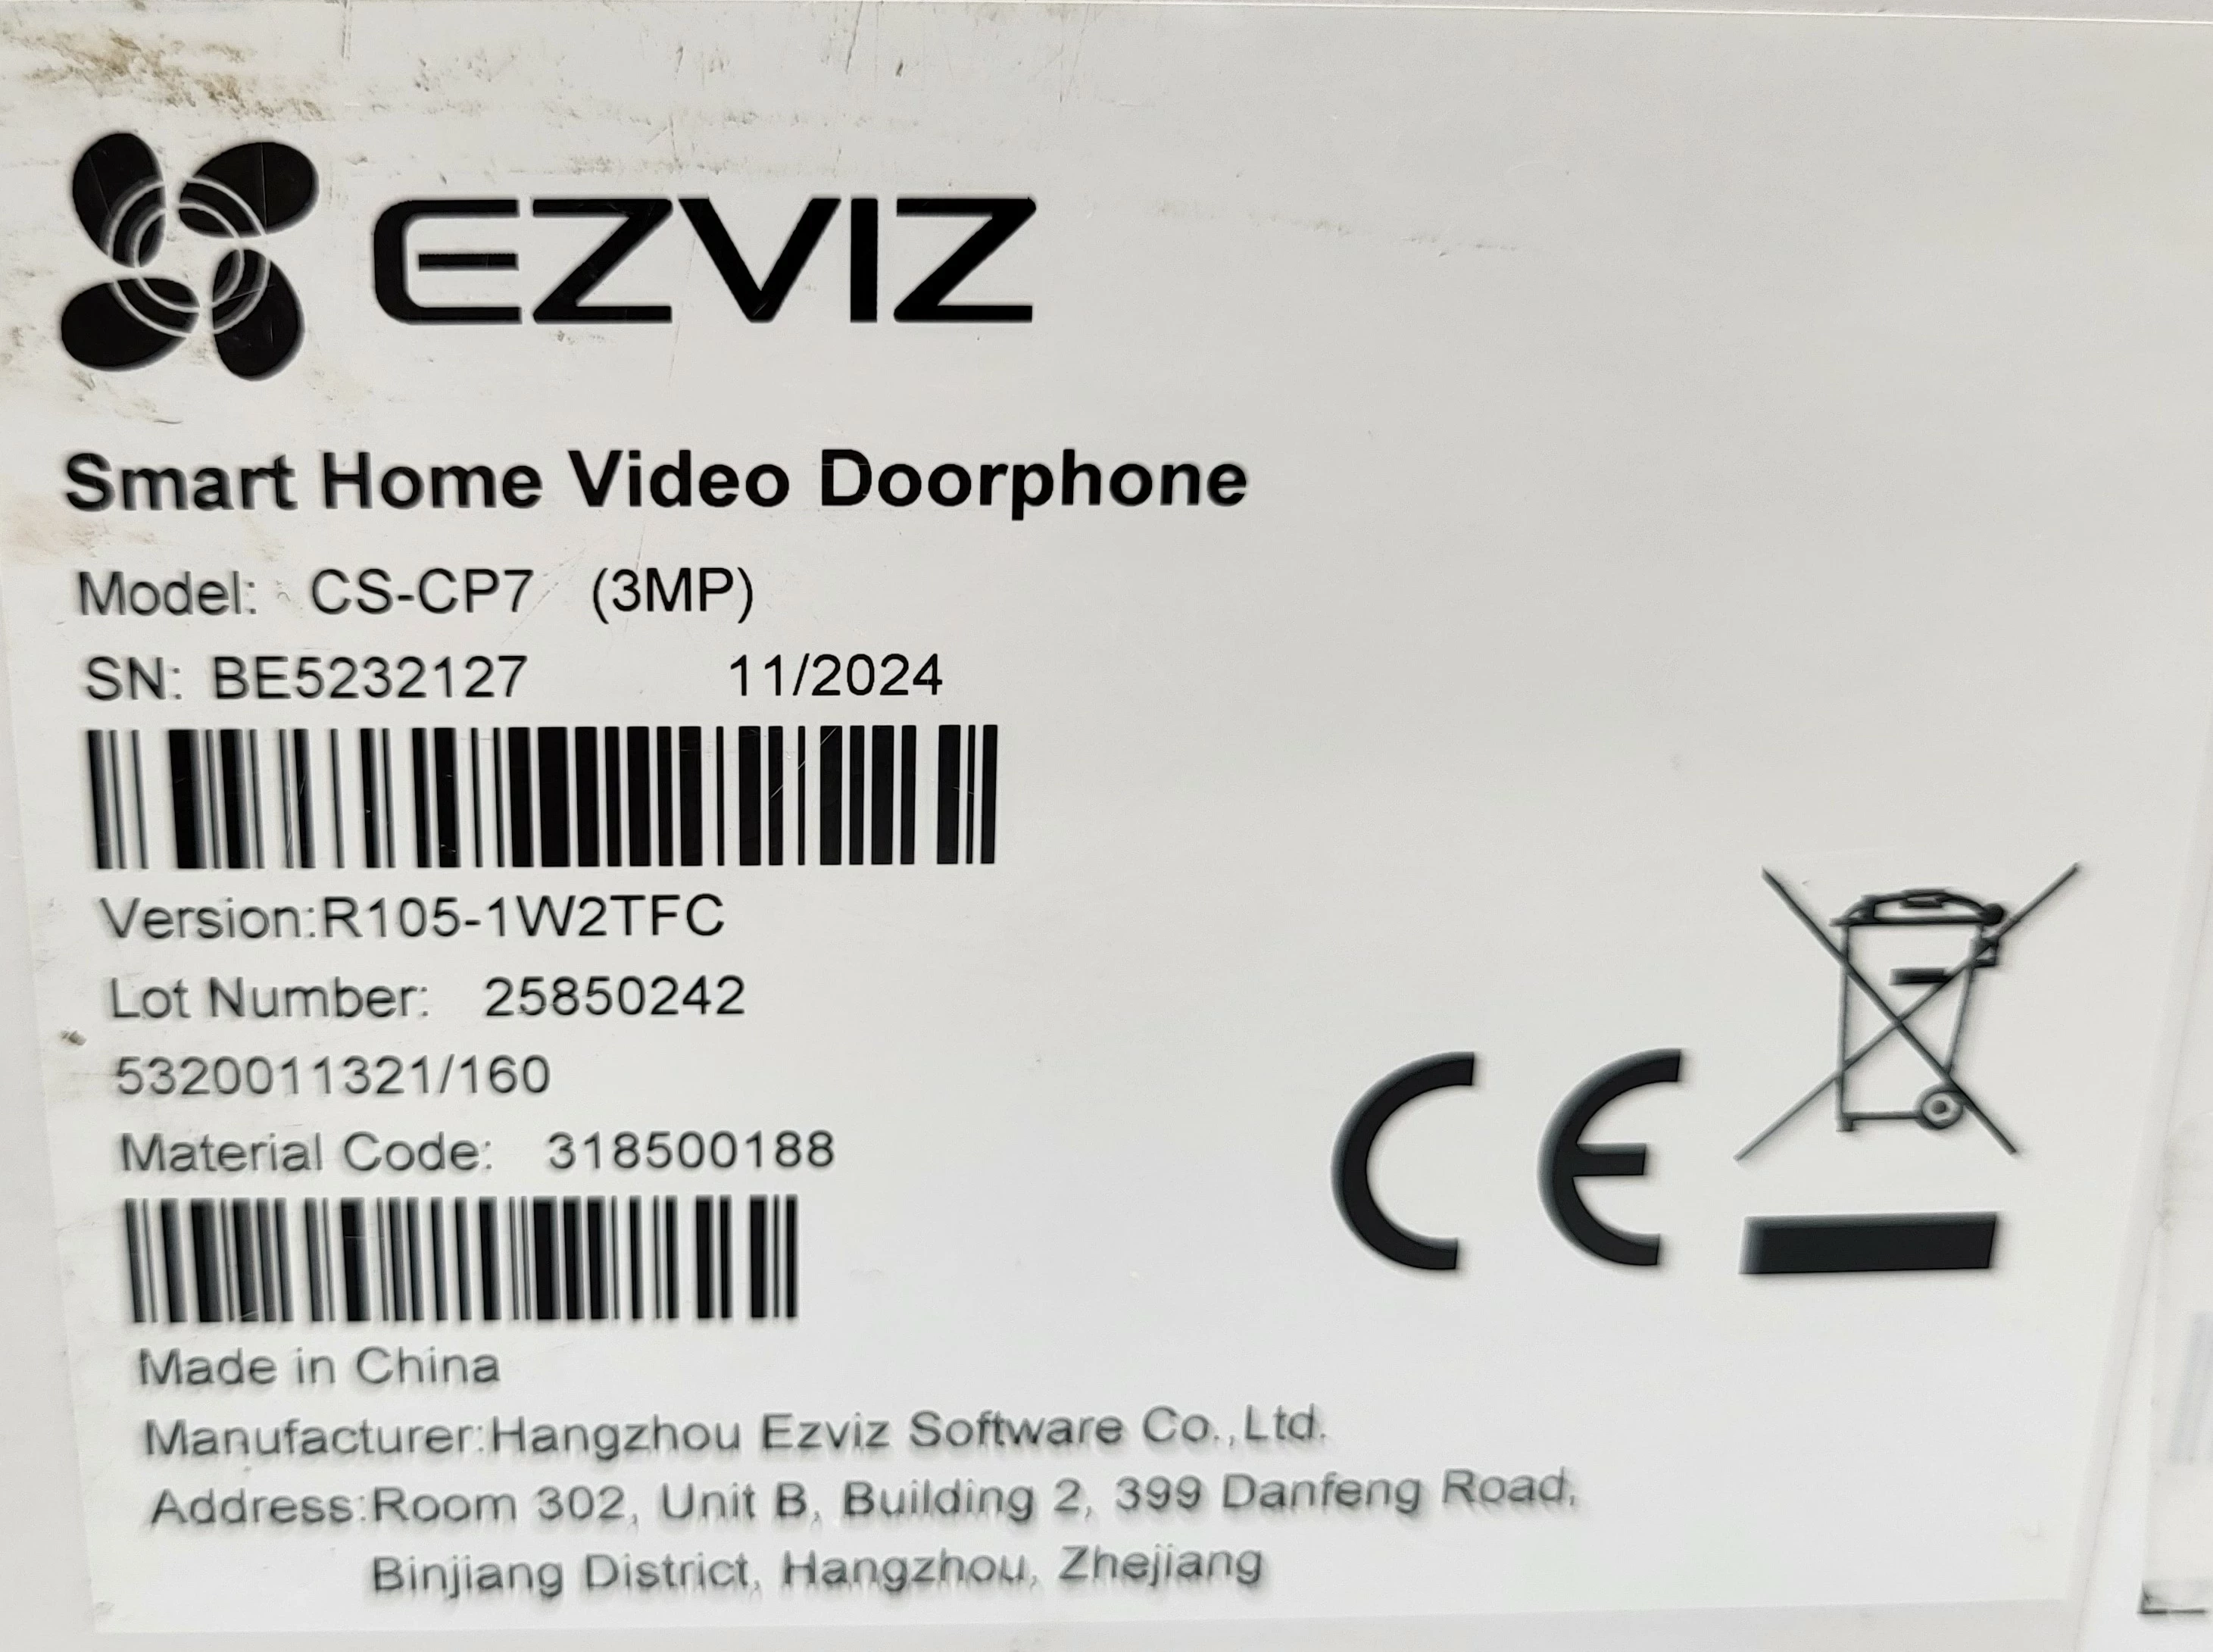 EZVIZ
Smart Home Video Doorphone
Model: CS-CP7 (3MP)
SN: BE5232127 11/2024
Version:R105-1W2TFC
Lot Number: 25850242
5320011321/160
Material Code: 318500188
CE
Made in China
Manufacturer:Hangzhou Ezviz Software Co.,Ltd.
Address:Room 302, Unit B, Building 2, 399 Danfeng Road,
Binjiang District, Hangzhou, Zhejiang